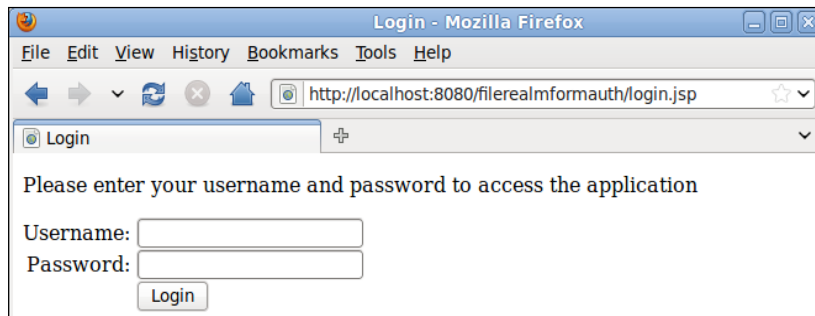 Login - Mozilla Firefox
File Edit View History Bookmarks Tools Help
http://localhost:8080/filerealmformauth/login.jsp
Login
Please enter your username and password to access the application
Username:
Password:
Login